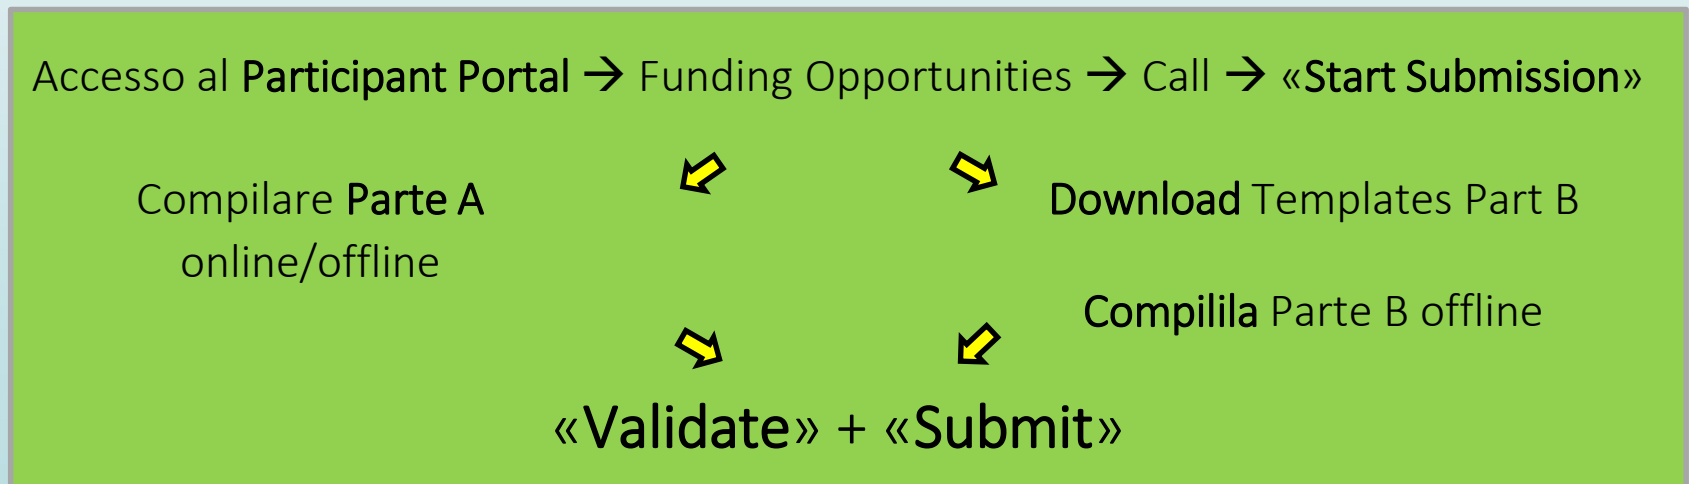 Accesso al Participant Portal → Funding Opportunities → Call → «Start Submission»
Compilare Parte A
online/offline
Download Templates Part B
Compilila Parte B offline
«Validate» + «Submit»